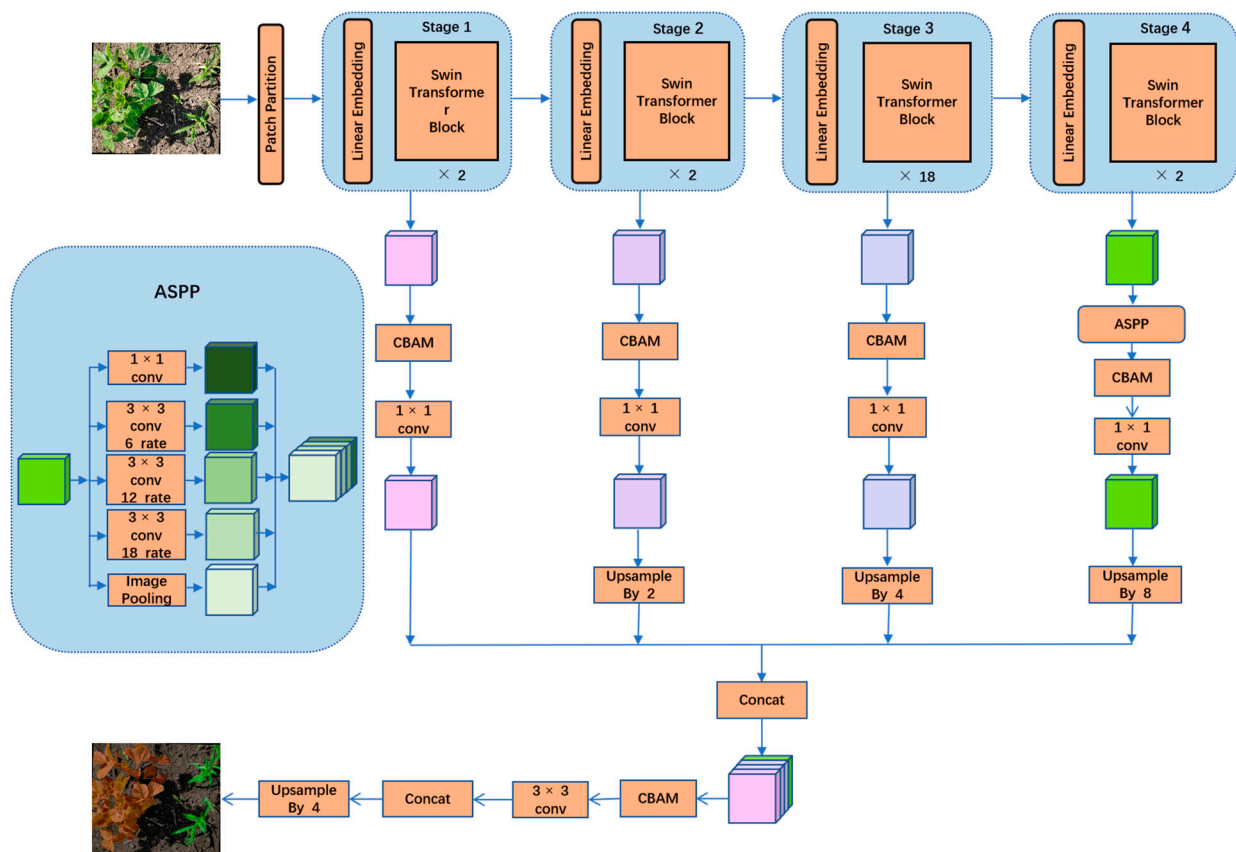 Patch Partition
Stage 1
Linear Embedding
Swin
Transforme
r
Block
× 2
Stage 2
Linear Embedding
Swin
Transformer
Block
× 2
Stage 3
Linear Embedding
Swin
Transformer
Block
× 18
Stage 4
Linear Embedding
Swin
Transformer
Block
× 2
CBAM
1 × 1
conv
CBAM
1 × 1
conv
Upsample
By 2
CBAM
1 × 1
conv
Upsample
By 4
ASPP
CBAM
1 × 1
conv
Upsample
By 8
ASPP
1 × 1
conv
3 × 3
conv
6 rate
3 × 3
conv
12 rate
3 × 3
conv
18 rate
Image
Pooling
Concat
CBAM
3 × 3
conv
Concat
Upsample
By 4